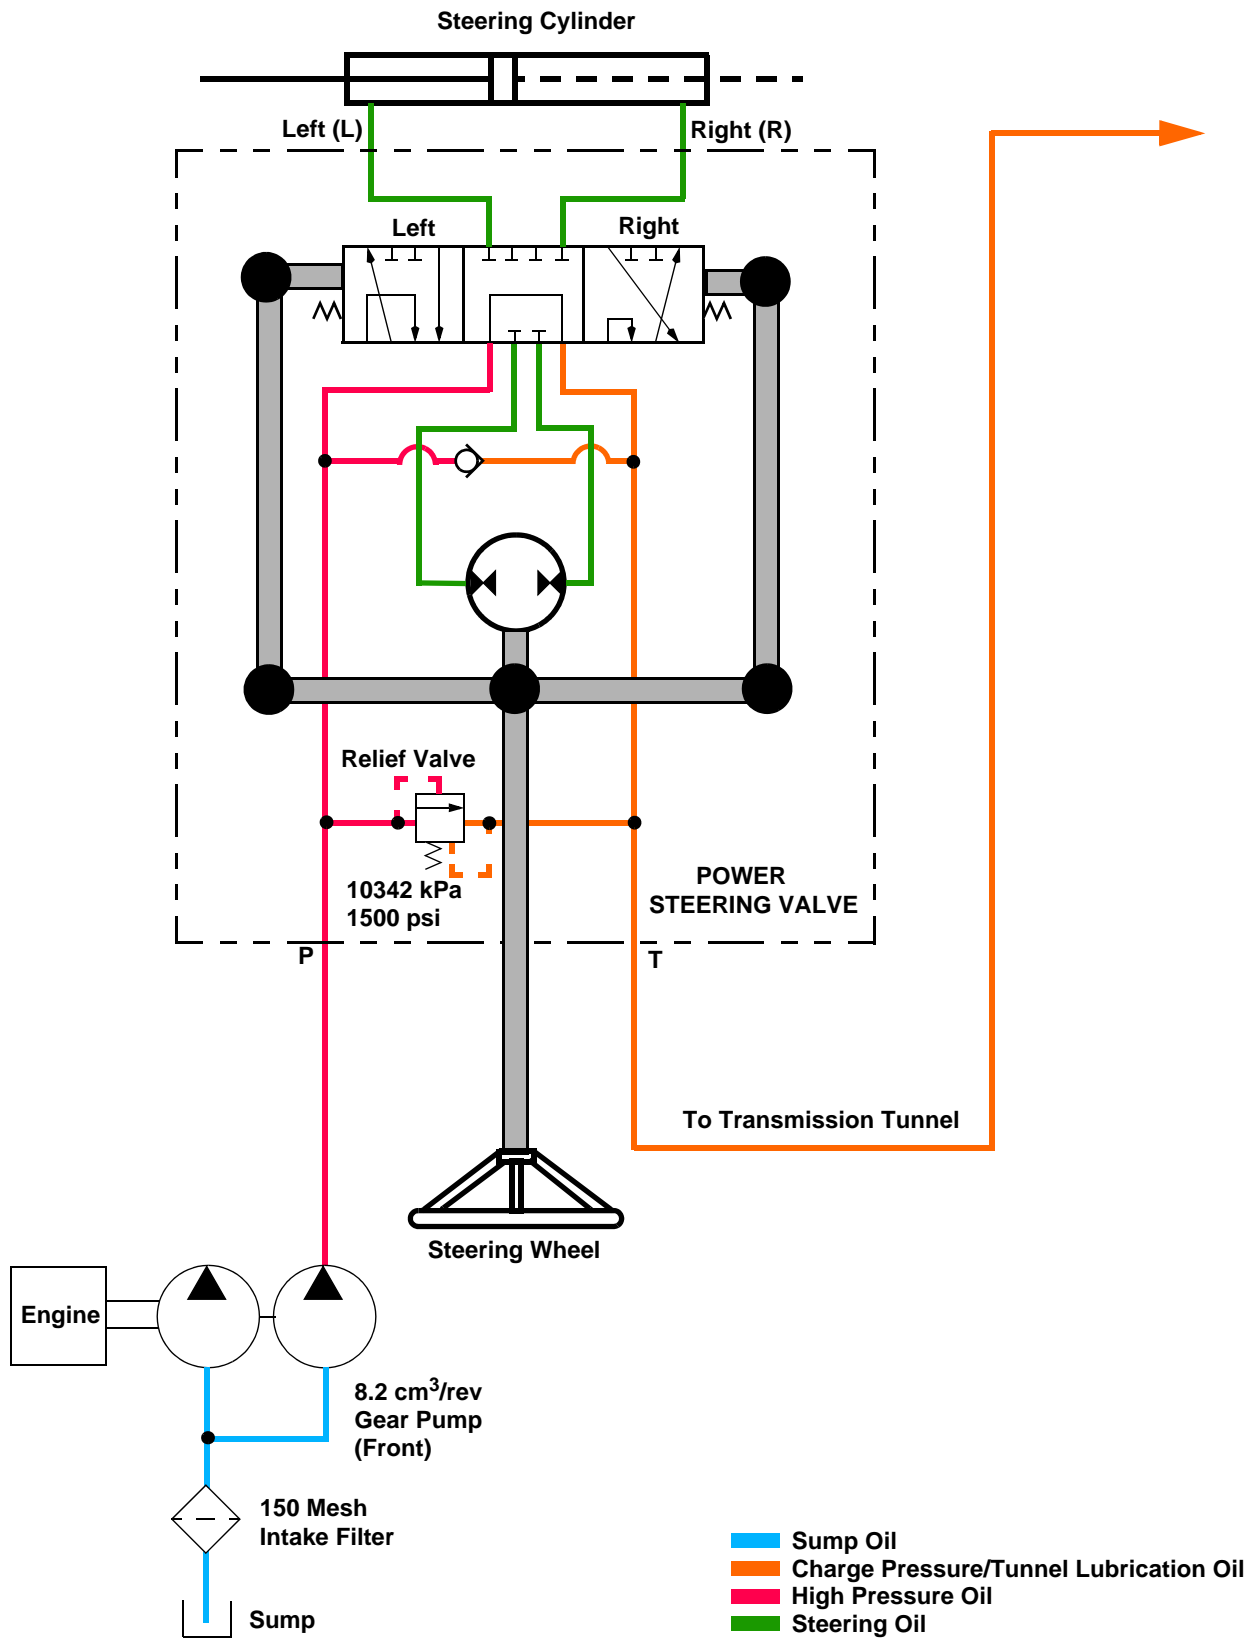 Steering Cylinder
Left (L)
Right (R)
Left
Right
Relief Valve
10342 kPa
1500 psi
POWER
STEERING VALVE
P
T
To Transmission Tunnel
Steering Wheel
Engine
8.2 cm³/rev
Gear Pump
(Front)
150 Mesh
Intake Filter
Sump
Sump Oil
Charge Pressure/Tunnel Lubrication Oil
High Pressure Oil
Steering Oil